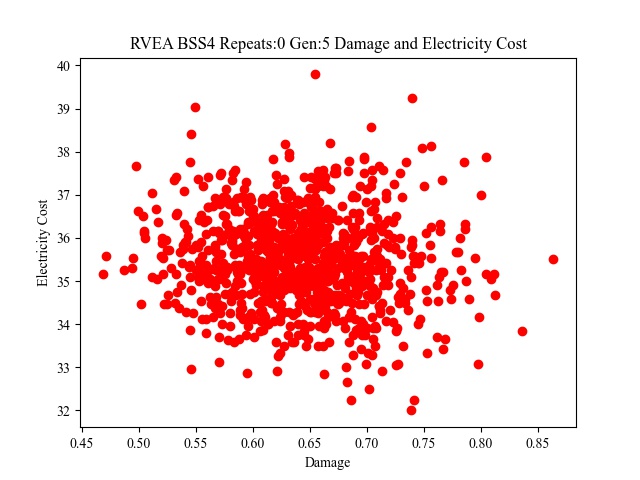 RVEA BSS4 Repeats:0 Gen:5 Damage and Electricity Cost
40
39
38
37
36
35
34
33
32
Electricity Cost
0.45 0.50 0.55 0.60 0.65 0.70 0.75 0.80 0.85
Damage